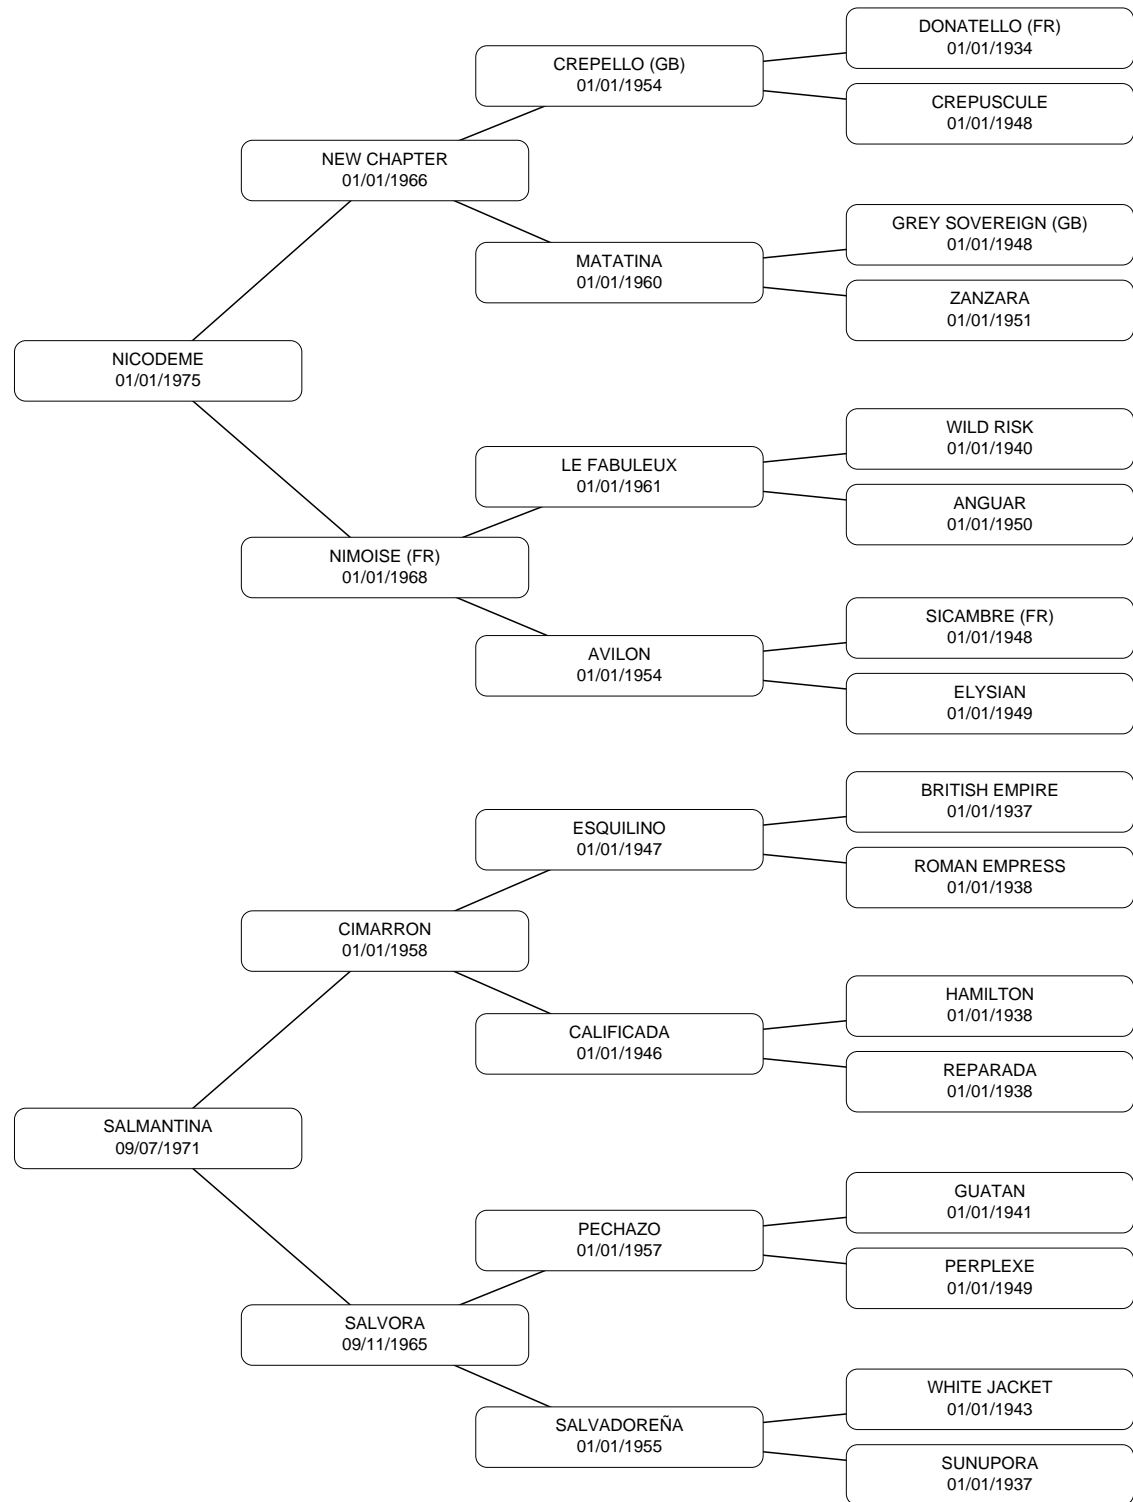 DONATELLO (FR)
01/01/1934
CREPELLO (GB)
01/01/1954
CREPUSCULE
01/01/1948
NEW CHAPTER
01/01/1966
GREY SOVEREIGN (GB)
01/01/1948
MATATINA
01/01/1960
ZANZARA
01/01/1951
NICODEME
01/01/1975
WILD RISK
01/01/1940
LE FABULEUX
01/01/1961
ANGUAR
01/01/1950
NIMOISE (FR)
01/01/1968
SICAMBRE (FR)
01/01/1948
AVILON
01/01/1954
ELYSIAN
01/01/1949
BRITISH EMPIRE
01/01/1937
ESQUILINO
01/01/1947
ROMAN EMPRESS
01/01/1938
CIMARRON
01/01/1958
HAMILTON
01/01/1938
CALIFICADA
01/01/1946
REPARADA
01/01/1938
SALMANTINA
09/07/1971
GUATAN
01/01/1941
PECHAZO
01/01/1957
PERPLEXE
01/01/1949
SALVORA
09/11/1965
WHITE JACKET
01/01/1943
SALVADOREÑA
01/01/1955
SUNUPORA
01/01/1937